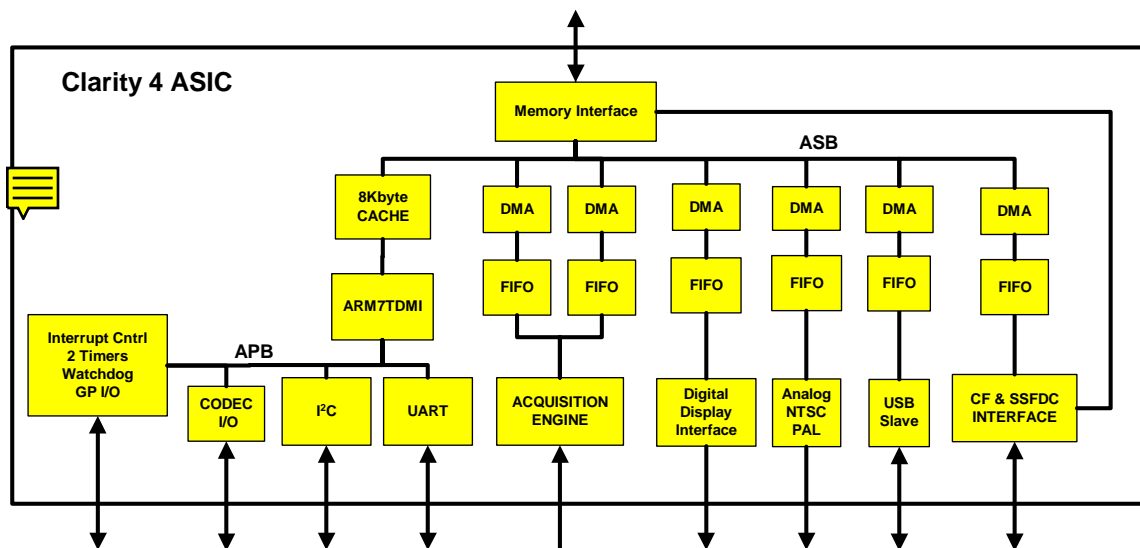 Clarity 4 ASIC
Memory Interface
ASB
8Kbyte
CACHE
DMA
DMA
DMA
DMA
DMA
DMA
FIFO
FIFO
FIFO
FIFO
FIFO
FIFO
ARM7TDMI
Interrupt Cntrl
2 Timers
Watchdog
GP I/O
APB
CODEC
I/O
I²C
UART
ACQUISITION
ENGINE
Digital
Display
Interface
Analog
NTSC
PAL
USB
Slave
CF & SSFDC
INTERFACE